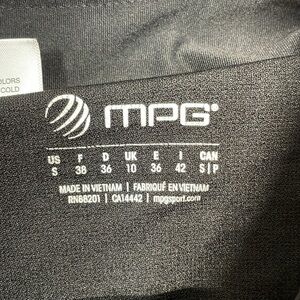 OLORS
COLD
MPG
US F D UK E I CAN
S 38 36 10 36 42 S|P
MADE IN VIETNAM | FABRIQUÉ EN VIETNAM
RN88201 | CA14442 | mpgsport.com